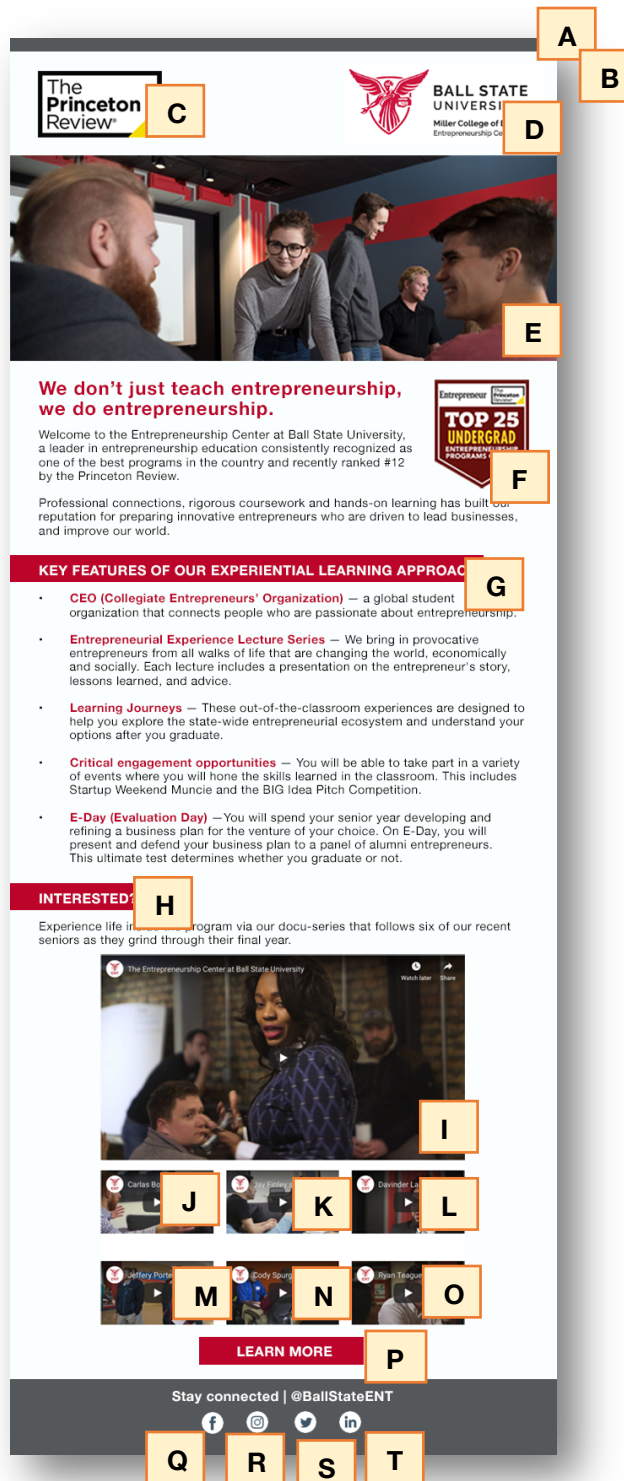 A
B
The
Princeton
Review®
C
BALL STATE
Miller College of
Entrepreneurship
D
E
We don't just teach entrepreneurship,
we do entrepreneurship.
Entrepreneur The Princeton Review
TOP 25
UNDERGRAD
ENTREPRENEURSHIP
PROGRAMS
F
Welcome to the Entrepreneurship Center at Ball State University,
a leader in entrepreneurship education consistently recognized as
one of the best programs in the country and recently ranked #12
by the Princeton Review.
Professional connections, rigorous coursework and hands-on learning has built our
reputation for preparing innovative entrepreneurs who are driven to lead businesses,
and improve our world.
KEY FEATURES OF OUR EXPERIENTIAL LEARNING
G
• CEO (Collegiate Entrepreneurs' Organization) — a global student
organization that connects people who are passionate about entrepreneurship.
• Entrepreneurial Experience Lecture Series — We bring in provocative
entrepreneurs from all walks of life that are changing the world, economically
and socially. Each lecture includes a presentation on the entrepreneur's story,
lessons learned, and advice.
• Learning Journeys — These out-of-the-classroom experiences are designed to
help you explore the state-wide entrepreneurial ecosystem and understand your
options after you graduate.
• Critical engagement opportunities — You will be able to take part in a variety
of events where you will hone the skills learned in the classroom. This includes
Startup Weekend Muncie and the BIG Idea Pitch Competition.
• E-Day (Evaluation Day) —You will spend your senior year developing and
refining a business plan for the venture of your choice. On E-Day, you will
present and defend your business plan to a panel of alumni entrepreneurs.
This ultimate test determines whether you graduate or not.
INTERESTED?
H
Experience life program via our docu-series that follows six of our recent
seniors as they grind through their final year.
The Entrepreneurship Center at Ball State University
Watch later Share
I
Carlas
J
Jay Finley
K
Davinder
L
Jeffery
M
Cody
N
Ryan Teague
O
LEARN MORE
P
Stay connected | @BallStateENT
f in
Q
R
S
T